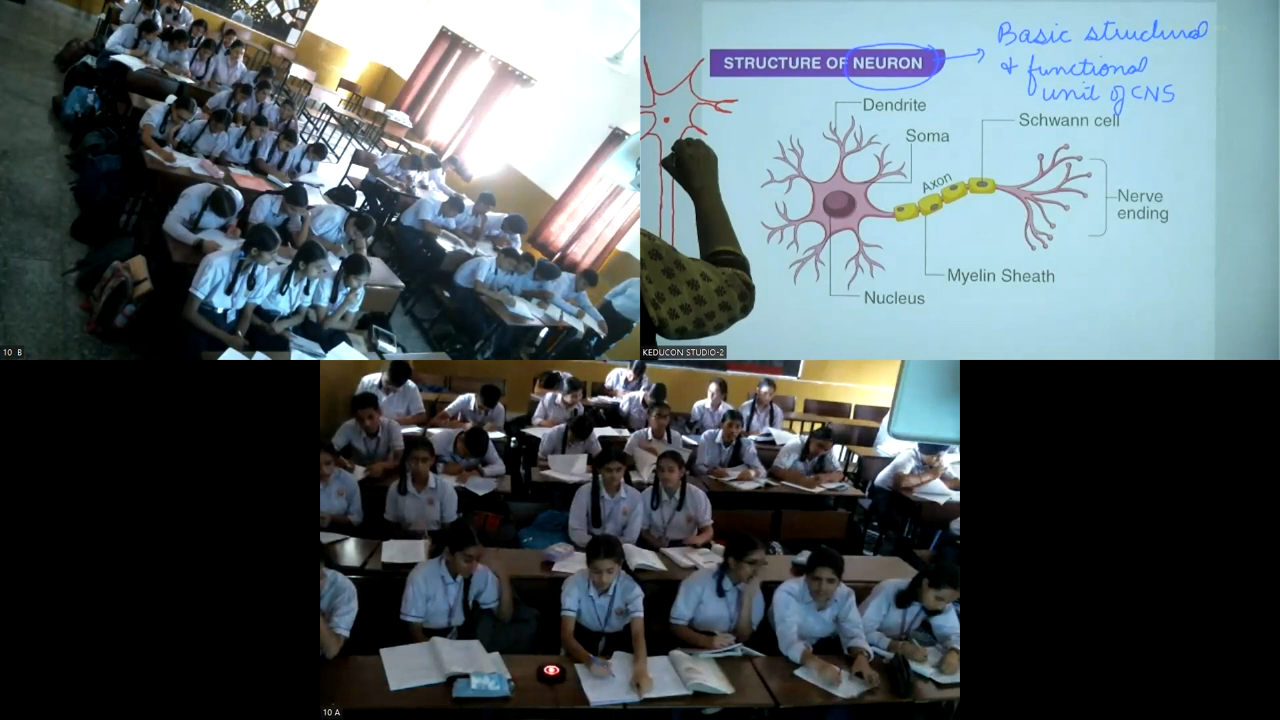 10 B
STRUCTURE OF NEURON
Basic structural
& functional
unit of CNS
Dendrite
Soma
Schwann cell
Axon
Nerve
ending
Myelin Sheath
Nucleus
KEDUCON STUDIO-2
10 A